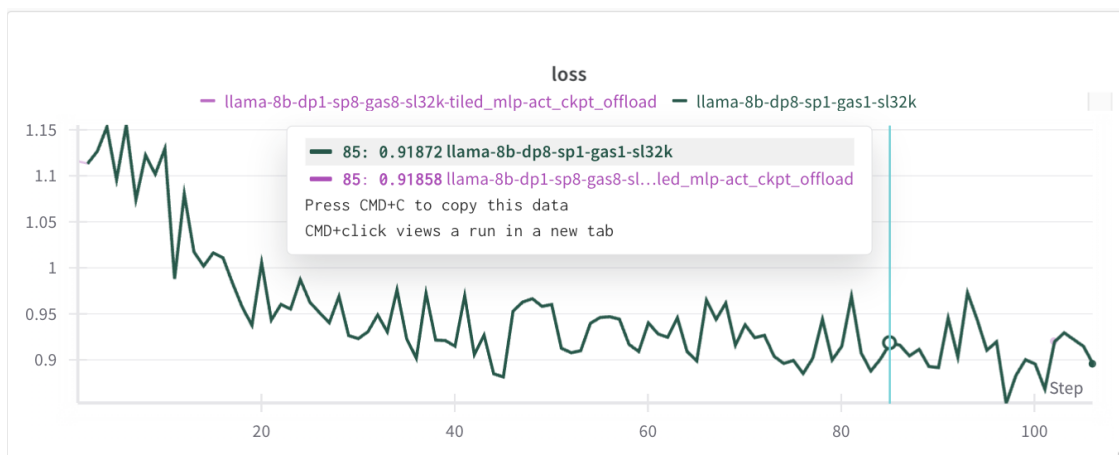 loss
llama-8b-dp1-sp8-gas8-sl32k-tiled_mlp-act_ckpt_offload llama-8b-dp8-sp1-gas1-sl32k
1.15
85: 0.91872 llama-8b-dp8-sp1-gas1-sl32k
85: 0.91858 llama-8b-dp1-sp8-gas8-sl...led_mlp-act_ckpt_offload
1.1
Press CMD+C to copy this data
1.05
CMD+click views a run in a new tab
1
0.95
0.9
Step
20 40 60 80 100